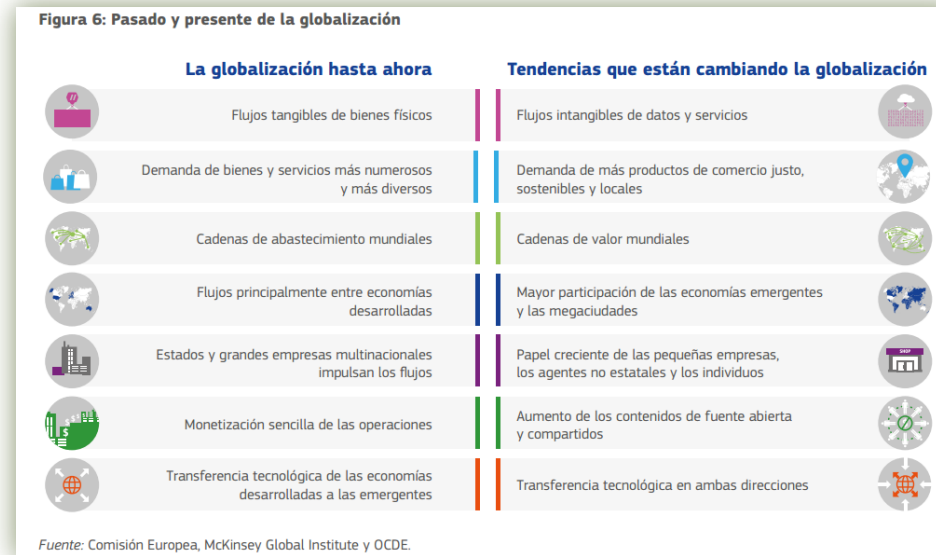 Figura 6: Pasado y presente de la globalización
La globalización hasta ahora
Tendencias que están cambiando la globalización
Flujos tangibles de bienes físicos
Flujos intangibles de datos y servicios
Demanda de bienes y servicios más numerosos
y más diversos
Demanda de más productos de comercio justo,
sostenibles y locales
Cadenas de abastecimiento mundiales
Cadenas de valor mundiales
Flujos principalmente entre economías
desarrolladas
Mayor participación de las economías emergentes
y las megaciudades
Estados y grandes empresas multinacionales
impulsan los flujos
Papel creciente de las pequeñas empresas,
los agentes no estatales y los individuos
SHOP
Monetización sencilla de las operaciones
Aumento de los contenidos de fuente abierta
y compartidos
Transferencia tecnológica de las economías
desarrolladas a las emergentes
Transferencia tecnológica en ambas direcciones
Fuente: Comisión Europea, McKinsey Global Institute y OCDE.